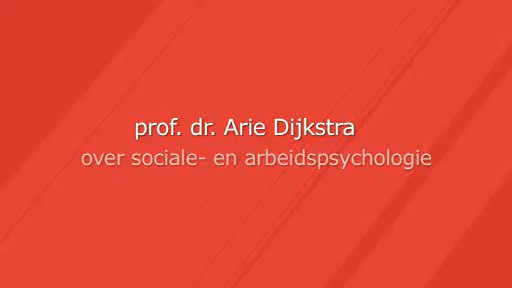 prof. dr. Arie Dijkstra
over sociale- en arbeidspsychologie